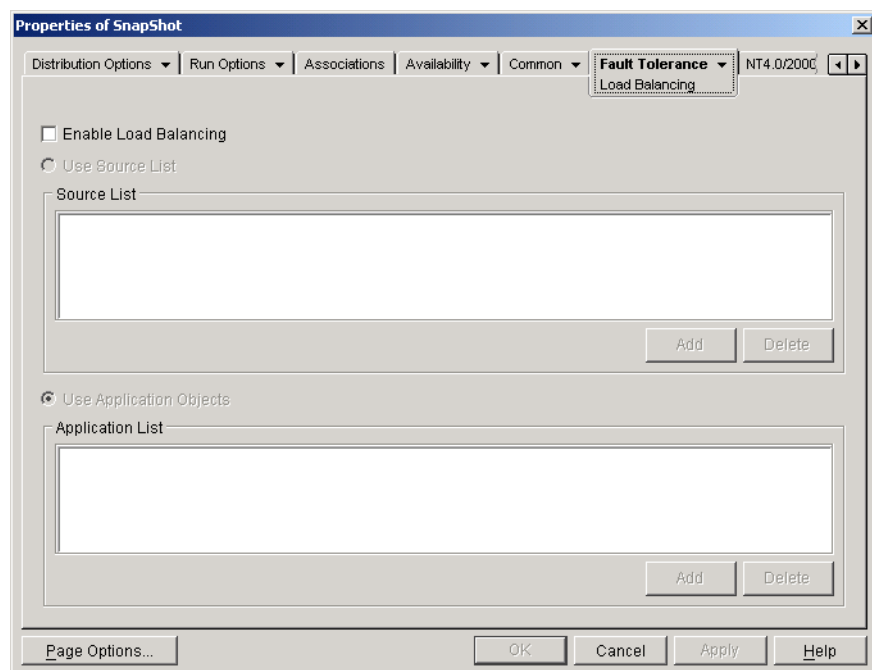 Properties of SnapShot
Distribution Options Run Options Associations Availability Common Fault Tolerance NT4.0/2000
Load Balancing
Enable Load Balancing
Use Source List
Source List
Add Delete
Use Application Objects
Application List
Add Delete
Page Options... OK Cancel Apply Help